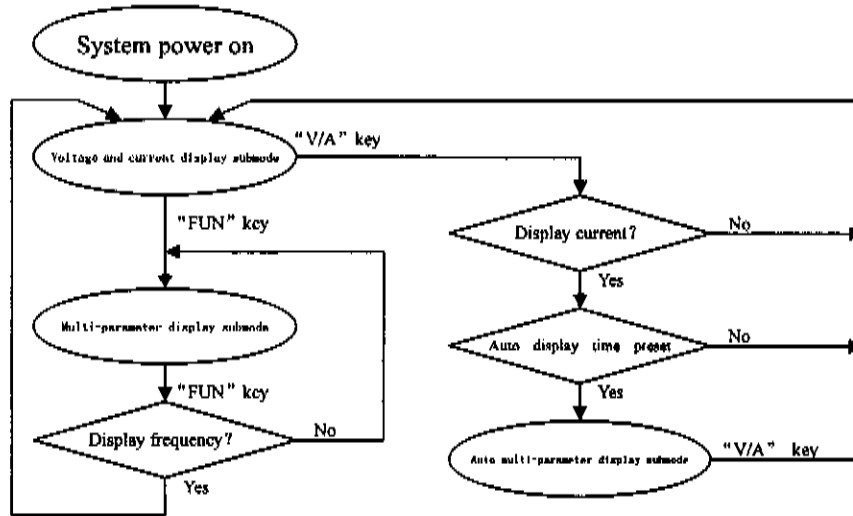 System power on
Voltage and current display submode
“V/A” key
“FUN” key
Display current?
No
Yes
Multi-parameter display submode
Auto display time preset
No
Yes
“FUN” key
Display frequency?
No
Yes
Auto multi-parameter display submode
“V/A” key